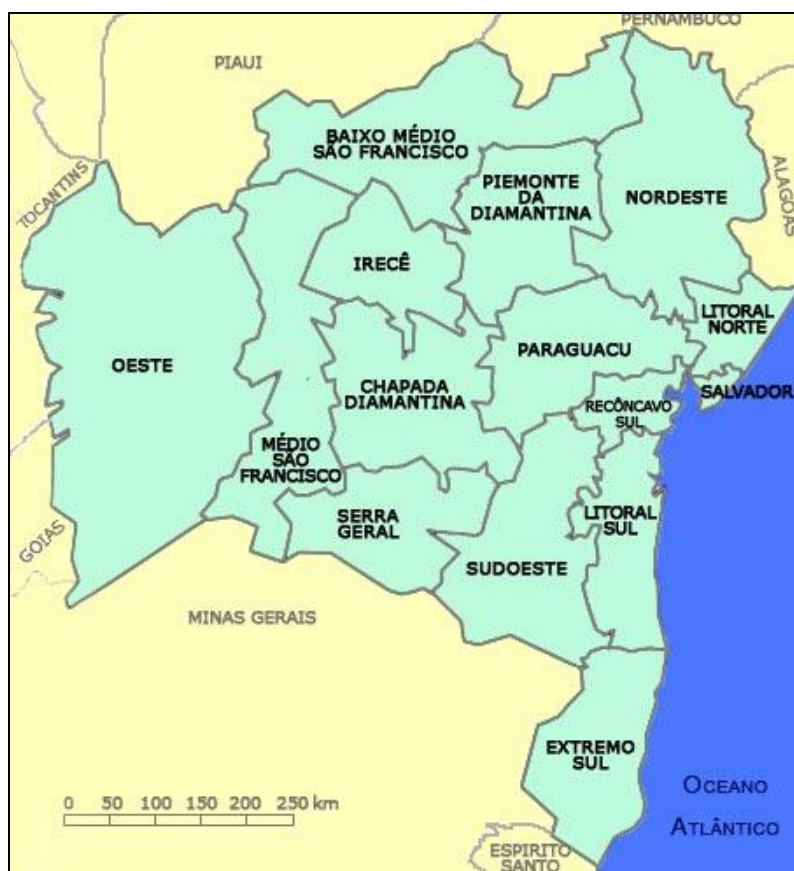 PERNAMBUCO
PIAUI
BAIXO MÉDIO
SÃO FRANCISCO
TOCANTINS
PIEMONTE
DA
DIAMANTINA
NORDESTE
ALAGOAS
IRECÊ
LITORAL
NORTE
OESTE
PARAGUACU
CHAPADA
DIAMANTINA
SALVADOR
RECÔNCAVO
SUL
MÉDIO
SÃO
FRANCISCO
SERRA
GERAL
LITORAL
SUL
GOIAS
SUDOESTE
MINAS GERAIS
EXTREMO
SUL
OCEANO
ATLÂNTICO
0 50 100 150 200 250 km
ESPIRITO
SANTO